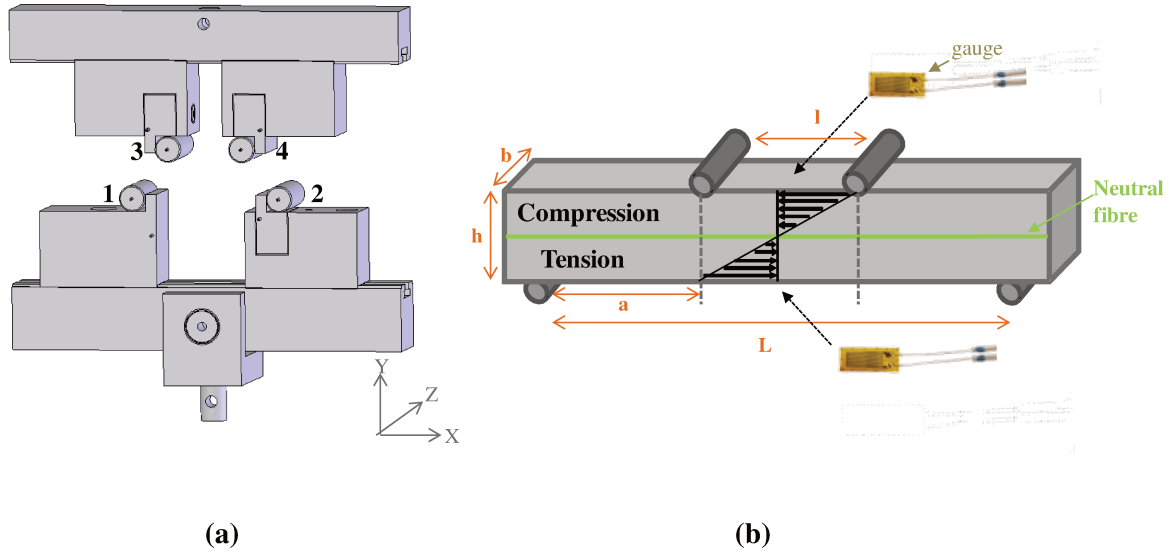 3
4
1
2
Y
Z
X
(a)
gauge
l
b
Neutral
fibre
Compression
h
Tension
a
L
(b)